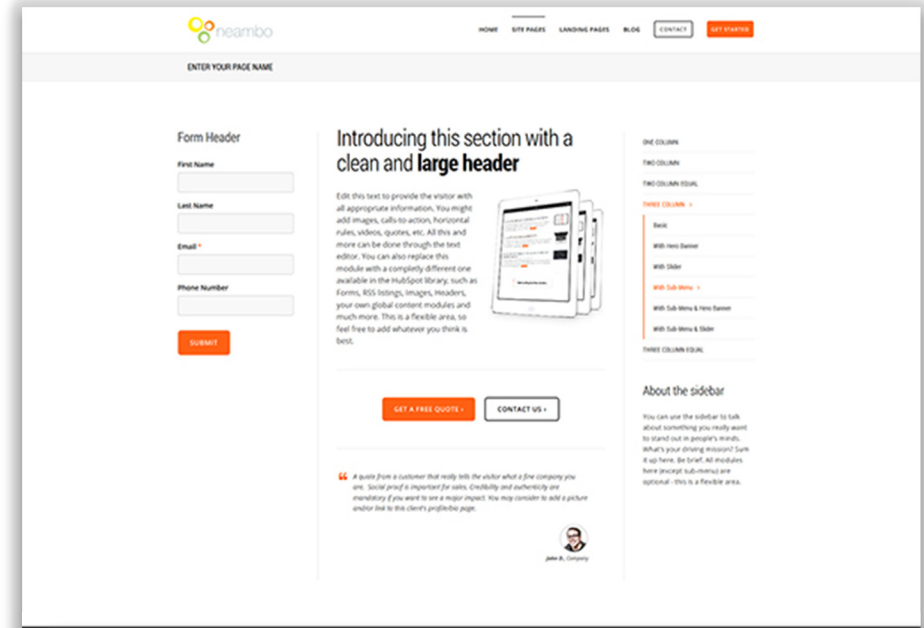 neambo
HOME SITE PAGES LANDING PAGES BLOG CONTACT GET STARTED
ENTER YOUR PAGE NAME
Form Header
First Name
Last Name
Email *
Phone Number
SUBMIT
Introducing this section with a
clean and large header
Edit this text to provide the visitor with
all appropriate information. You might
add images, calls-to-action, horizontal
rules, videos, quotes, etc. All this and
more can be done through the text
editor. You can also replace this
module with a completly different one
available in the HubSpot library, such as
Forms, RSS listings, Images, Headers,
your own global content modules and
much more. This is a flexible area, so
feel free to add whatever you think is
best.
GET A FREE QUOTE › CONTACT US ›
A quote from a customer that really tells the visitor what a fine company you
are. Social proof is important for sales. Credibility and authenticity are
mandatory if you want to see a major impact. You may consider to add a picture
and/or link to this client's profile/bio page.
John B., Company
ONE COLUMN
TWO COLUMN
TWO COLUMN EQUAL
THREE COLUMN ›
Basic
With Hero Banner
With Slider
With Sub-Menu ›
With Sub-Menu & Hero Banner
With Sub-Menu & Slider
THREE COLUMN EQUAL
About the sidebar
You can use the sidebar to talk
about something you really want
to stand out in people's minds.
What's your driving mission? Sum
it up here. Be brief. All modules
here (except sub-menu) are
optional - this is a flexible area.